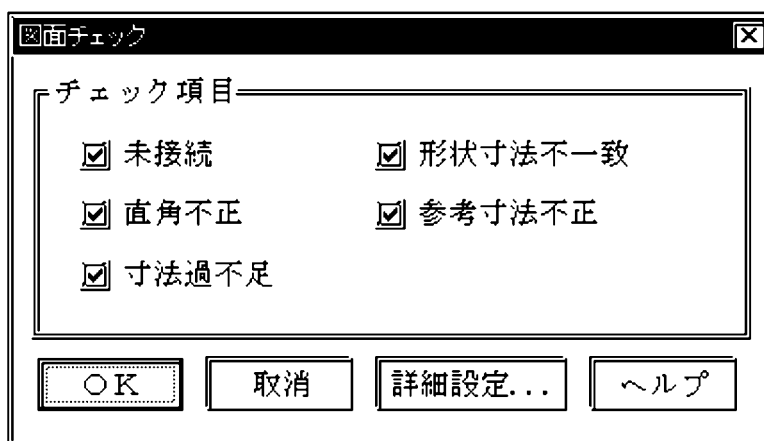 図面チェック
チェック項目
未接続 形状寸法不一致
直角不正 参考寸法不正
寸法過不足
OK 取消 詳細設定... ヘルプ